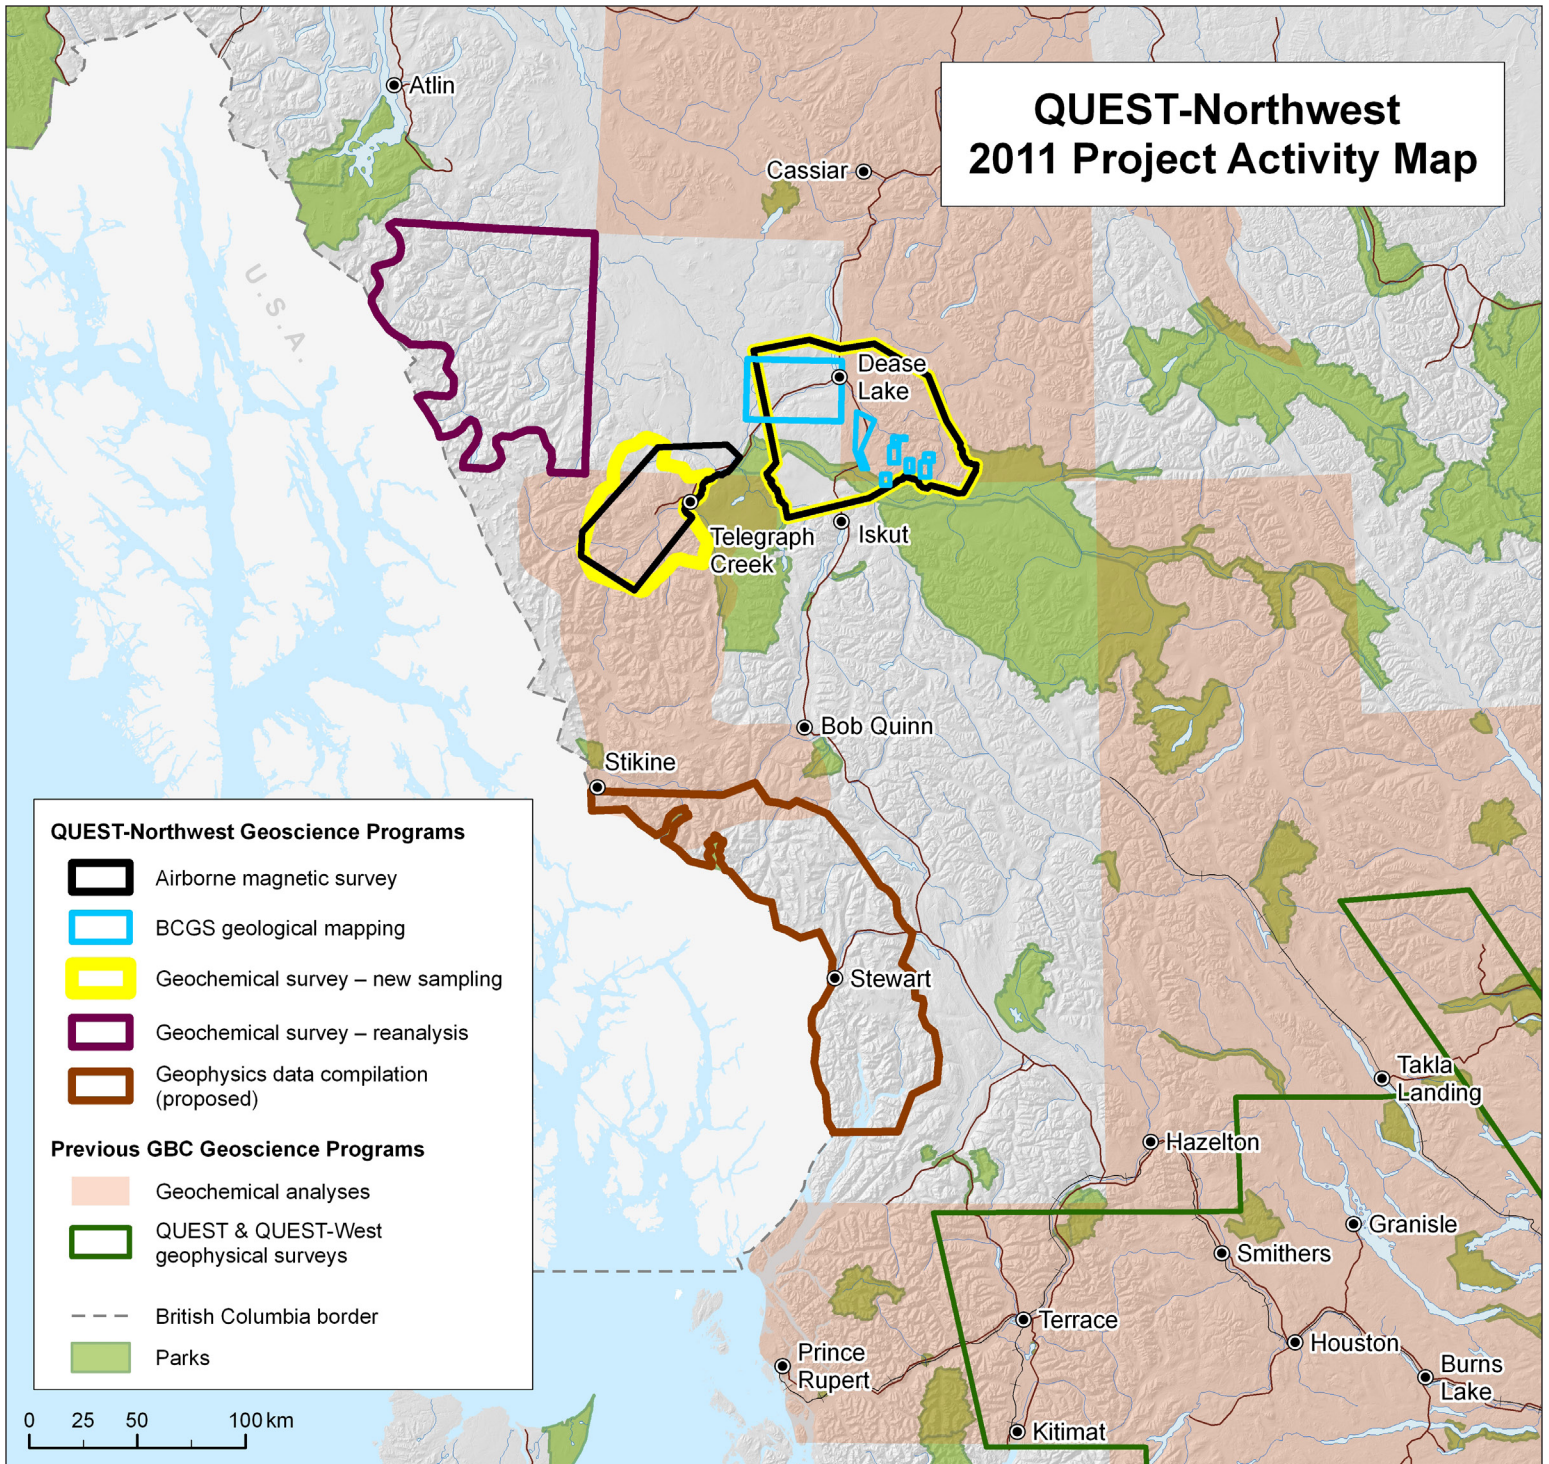 QUEST-Northwest
2011 Project Activity Map
Atlin
Cassiar
U.S.A.
Dease
Lake
Telegraph
Creek
Iskut
Bob Quinn
Stikine
Stewart
Takla
Landing
Hazelton
Granisle
Smithers
Terrace
Houston
Prince
Rupert
Burns
Lake
Kitimat
QUEST-Northwest Geoscience Programs
Airborne magnetic survey
BCGS geological mapping
Geochemical survey – new sampling
Geochemical survey – reanalysis
Geophysics data compilation
(proposed)
Previous GBC Geoscience Programs
Geochemical analyses
QUEST & QUEST-West
geophysical surveys
British Columbia border
Parks
0 25 50 100 km